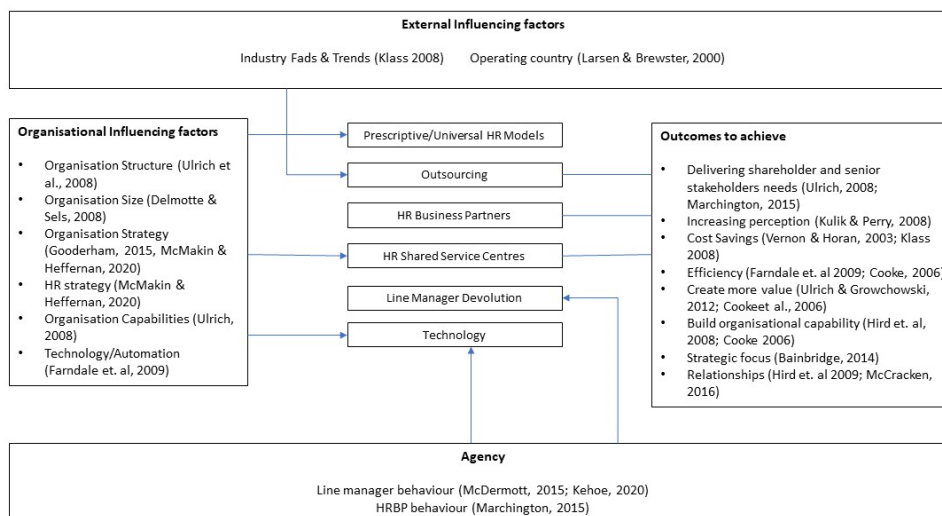 External Influencing factors
Industry Fads & Trends (Klass 2008) Operating country (Larsen & Brewster, 2000)
Organisational Influencing factors
• Organisation Structure (Ulrich et
al., 2008)
• Organisation Size (Delmotte &
Sels, 2008)
• Organisation Strategy
(Gooderham, 2015, McMakin &
Heffernan, 2020)
• HR strategy (McMakin &
Heffernan, 2020)
• Organisation Capabilities (Ulrich,
2008)
• Technology/Automation
(Farndale et. al, 2009)
Prescriptive/Universal HR Models
Outsourcing
HR Business Partners
HR Shared Service Centres
Line Manager Devolution
Technology
Outcomes to achieve
• Delivering shareholder and senior
stakeholders needs (Ulrich, 2008;
Marchington, 2015)
• Increasing perception (Kulik & Perry, 2008)
• Cost Savings (Vernon & Horan, 2003; Klass
2008)
• Efficiency (Farndale et. al 2009; Cooke, 2006)
• Create more value (Ulrich & Growchowski,
2012; Cookeet al., 2006)
• Build organisational capability (Hird et. al,
2008; Cooke 2006)
• Strategic focus (Bainbridge, 2014)
• Relationships (Hird et. al 2009; McCracken,
2016)
Agency
Line manager behaviour (McDermott, 2015; Kehoe, 2020)
HRBP behaviour (Marchington, 2015)